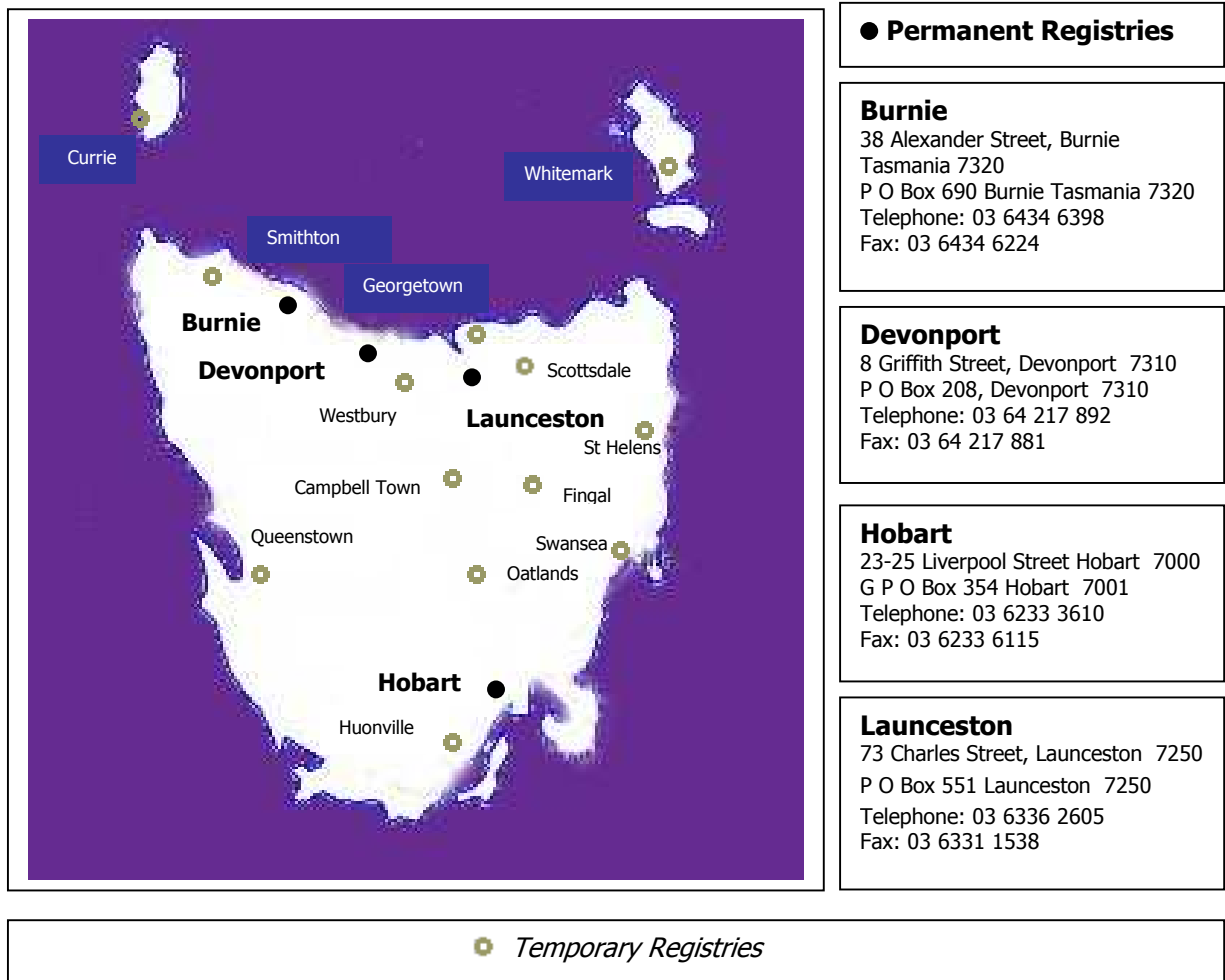 Currie
Whitemark
Smithton
Georgetown
Burnie
Devonport
Scottsdale
Westbury
Launceston
St Helens
Campbell Town
Fingal
Queenstown
Swansea
Oatlands
Hobart
Huonville
● Permanent Registries
Burnie
38 Alexander Street, Burnie
Tasmania 7320
P O Box 690 Burnie Tasmania 7320
Telephone: 03 6434 6398
Fax: 03 6434 6224
Devonport
8 Griffith Street, Devonport 7310
P O Box 208, Devonport 7310
Telephone: 03 64 217 892
Fax: 03 64 217 881
Hobart
23-25 Liverpool Street Hobart 7000
G P O Box 354 Hobart 7001
Telephone: 03 6233 3610
Fax: 03 6233 6115
Launceston
73 Charles Street, Launceston 7250
P O Box 551 Launceston 7250
Telephone: 03 6336 2605
Fax: 03 6331 1538
Temporary Registries